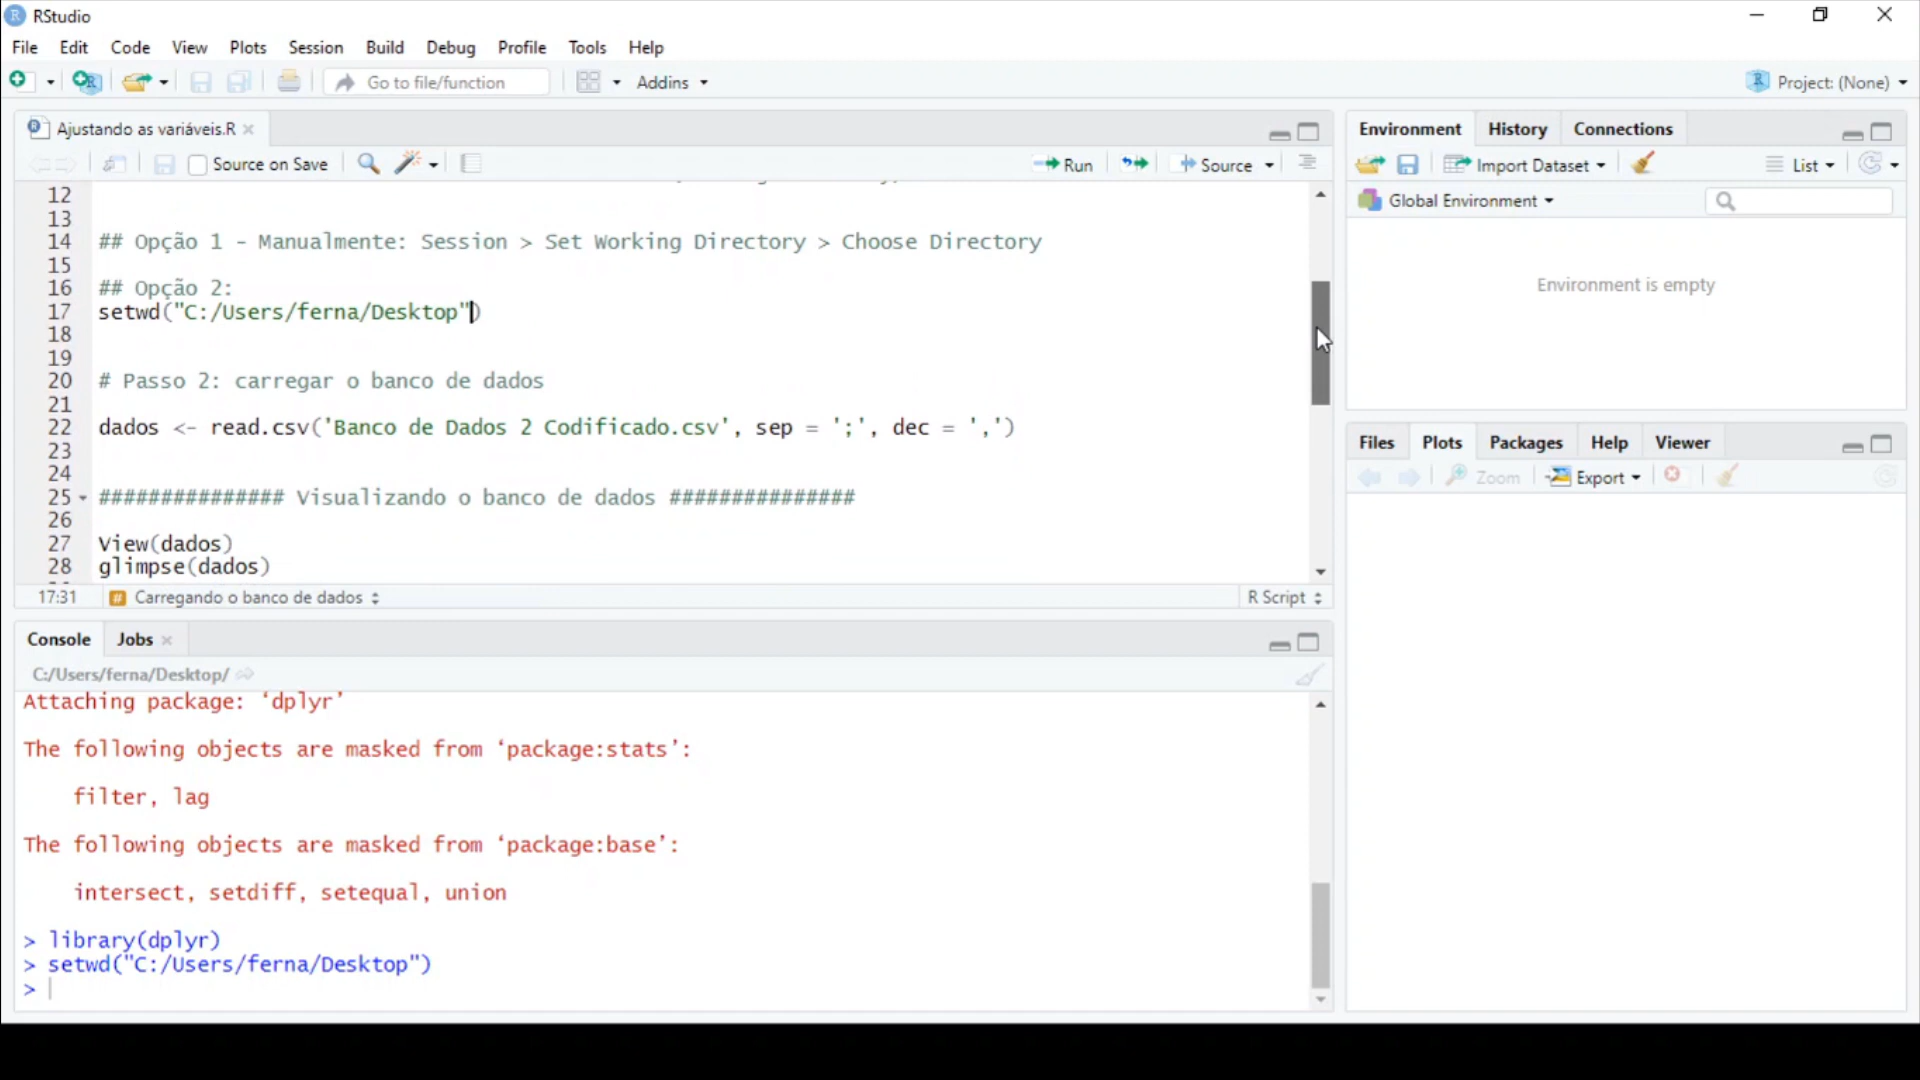 RStudio
File Edit Code View Plots Session Build Debug Profile Tools Help
Go to file/function Addins Project: (None)
Ajustando as variáveis.R
Source on Save Run Source
12
13
14 ## Opção 1 - Manualmente: Session > Set Working Directory > Choose Directory
15
16 ## Opção 2:
17 setwd("C:/Users/ferna/Desktop")
18
19
20 # Passo 2: carregar o banco de dados
21
22 dados <- read.csv('Banco de Dados 2 Codificado.csv', sep = ';', dec = ',')
23
24
25 ############### Visualizando o banco de dados ###############
26
27 View(dados)
28 glimpse(dados)
17:31 Carregando o banco de dados R Script
Console Jobs
C:/Users/ferna/Desktop/
Attaching package: ‘dplyr’
The following objects are masked from ‘package:stats’:
filter, lag
The following objects are masked from ‘package:base’:
intersect, setdiff, setequal, union
> library(dplyr)
> setwd("C:/Users/ferna/Desktop")
>
Environment History Connections
Import Dataset List
Global Environment
Environment is empty
Files Plots Packages Help Viewer
Zoom Export